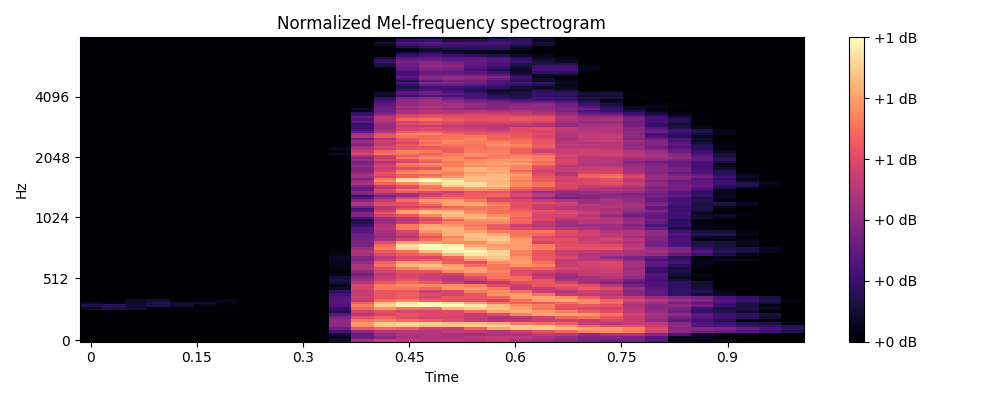 Normalized Mel-frequency spectrogram
Hz
4096
2048
1024
512
0
0
0.15
0.3
0.45
0.6
0.75
0.9
Time
+1 dB
+1 dB
+1 dB
+0 dB
+0 dB
+0 dB